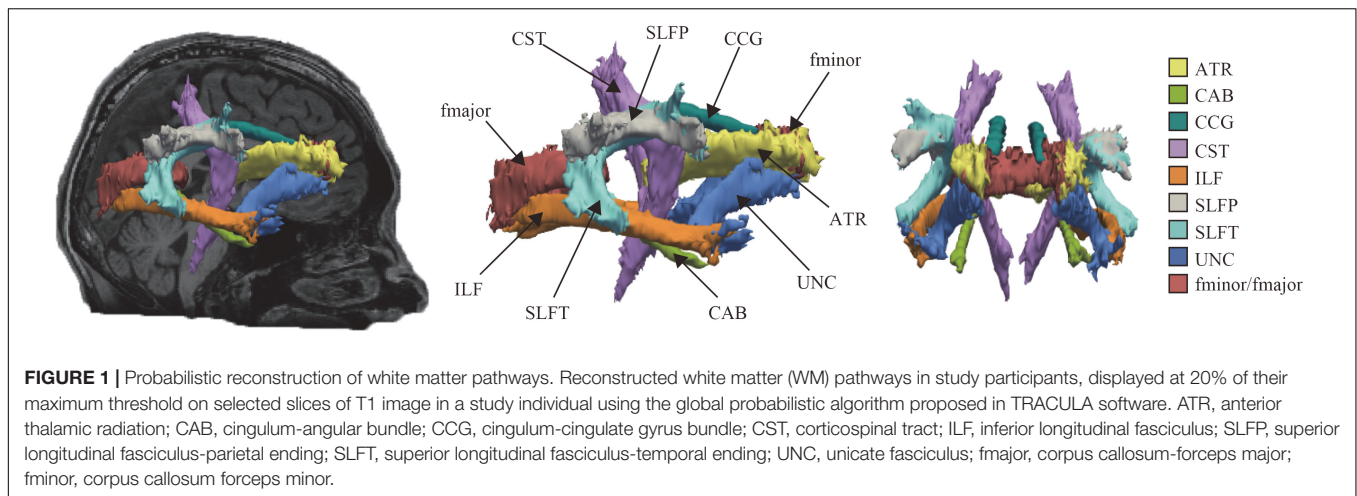 CST
SLFP
CCG
fminor
fmajor
ATR
UNC
CAB
SLFT
ILF
ATR
CAB
CCG
CST
ILF
SLFP
SLFT
UNC
fminor/fmajor
FIGURE 1 | Probabilistic reconstruction of white matter pathways. Reconstructed white matter (WM) pathways in study participants, displayed at 20% of their
maximum threshold on selected slices of T1 image in a study individual using the global probabilistic algorithm proposed in TRACULA software. ATR, anterior
thalamic radiation; CAB, cingulum-angular bundle; CCG, cingulum-cingulate gyrus bundle; CST, corticospinal tract; ILF, inferior longitudinal fasciculus; SLFP, superior
longitudinal fasciculus-parietal ending; SLFT, superior longitudinal fasciculus-temporal ending; UNC, unicate fasciculus; fmajor, corpus callosum-forceps major;
fminor, corpus callosum forceps minor.